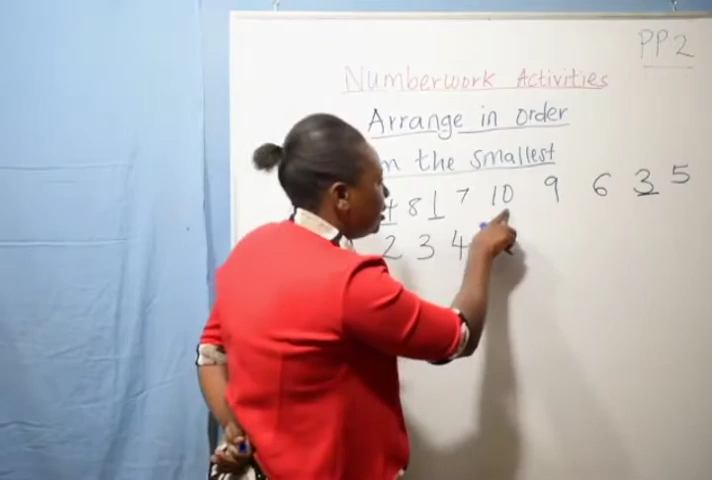 PP2
Numberwork Activities
Arrange in order
the smallest
4 8 1 7 10 9 6 3 5
2 3 4